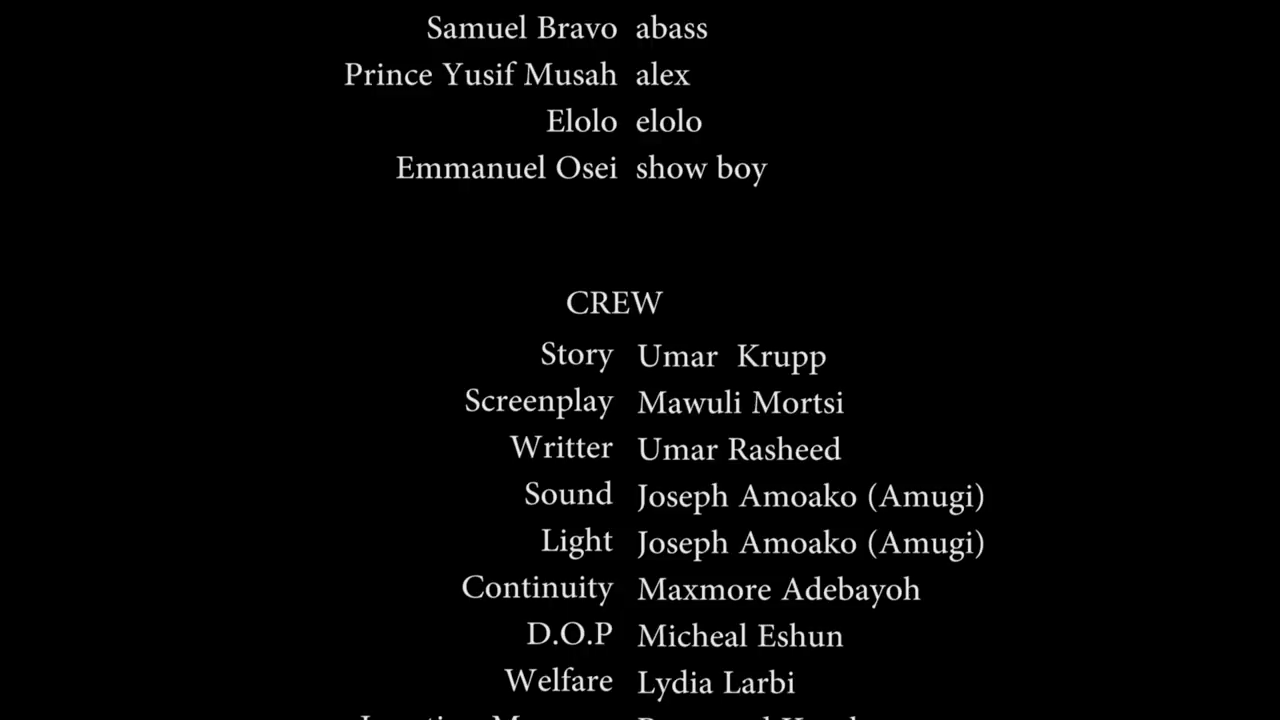 Samuel Bravo abass
Prince Yusif Musah alex
Elolo elolo
Emmanuel Osei show boy
CREW
Story Umar Krupp
Screenplay Mawuli Mortsi
Writter Umar Rasheed
Sound Joseph Amoako (Amugi)
Light Joseph Amoako (Amugi)
Continuity Maxmore Adebayoh
D.O.P Micheal Eshun
Welfare Lydia Larbi